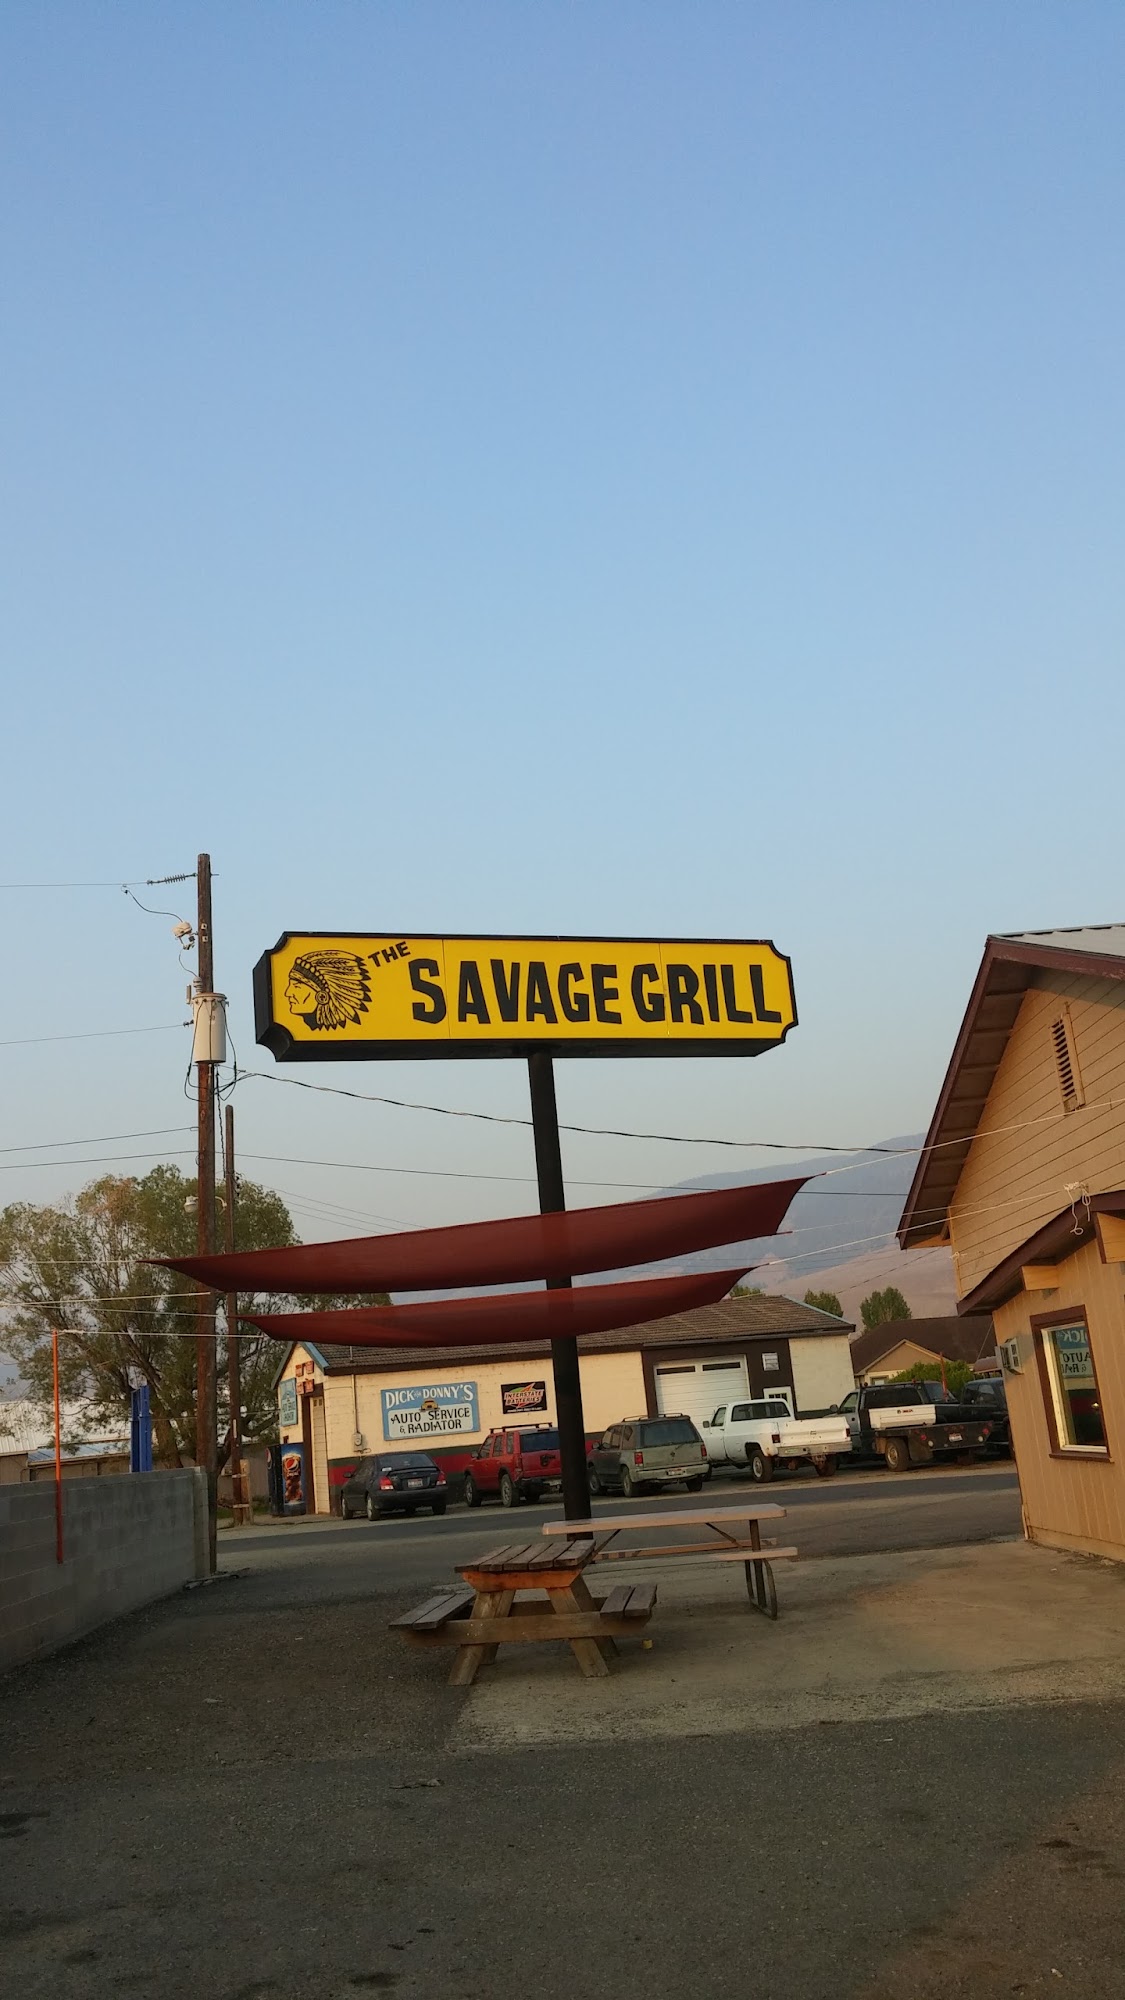 THE
SAVAGE GRILL
DICK and DONNY'S
AUTO SERVICE
& RADIATOR
INTERSTATE
BATTERIES